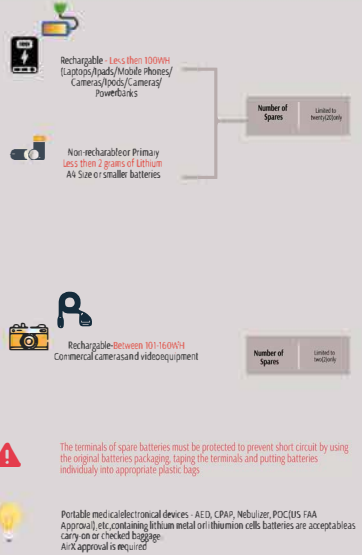 Rechargable - Less then 100WH
(Laptops/Ipads/Mobile Phones/
Cameras/Ipods/Cameras/
Powerbanks
Number of
Spares
Limited to
twenty(20)only
Non-recharableor Primary
Less then 2 grams of Lithium
A4 Size or smaller batteries
Rechargable-Between 101-160WH
Commercal camerasand videoequipment
Number of
Spares
Limited to
two(2)only
The terminals of spare batteries must be protected to prevent short circuit by using
the original batteries packaging, taping the terminals and putting batteries
individualy into appropriate plastic bags
Portable medicalelectronical devices - AED, CPAP, Nebulizer, POC(US FAA
Approval),etc,containing lithium metal orlithiumion cells batteries are acceptableas
carry-on or checked baggage
AirX approval is required